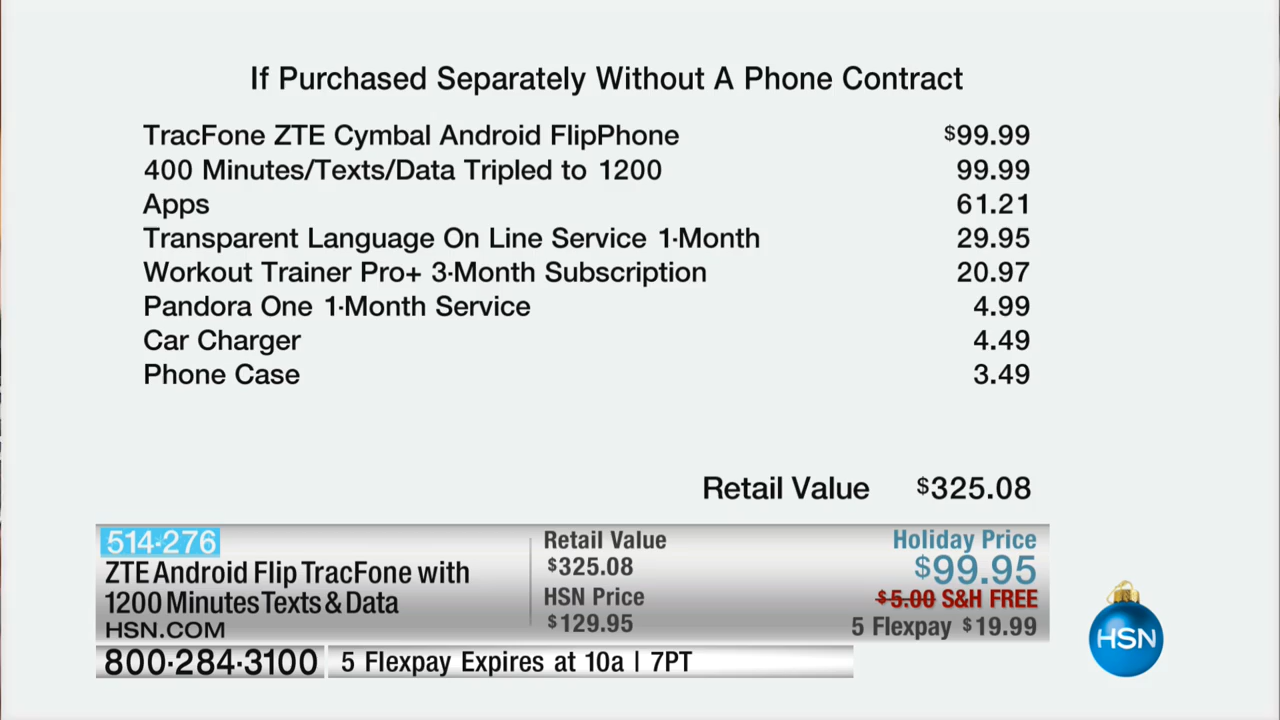 If Purchased Separately Without A Phone Contract
TracFone ZTE Cymbal Android FlipPhone $99.99
400 Minutes/Texts/Data Tripled to 1200 99.99
Apps 61.21
Transparent Language On Line Service 1-Month 29.95
Workout Trainer Pro+ 3-Month Subscription 20.97
Pandora One 1-Month Service 4.99
Car Charger 4.49
Phone Case 3.49
Retail Value $325.08
514-276
ZTE Android Flip TracFone with
1200 Minutes Texts & Data
HSN.COM
Retail Value
$325.08
HSN Price
$129.95
Holiday Price
$99.95
$5.00 S&H FREE
5 Flexpay $19.99
HSN
800-284-3100
5 Flexpay Expires at 10a | 7PT